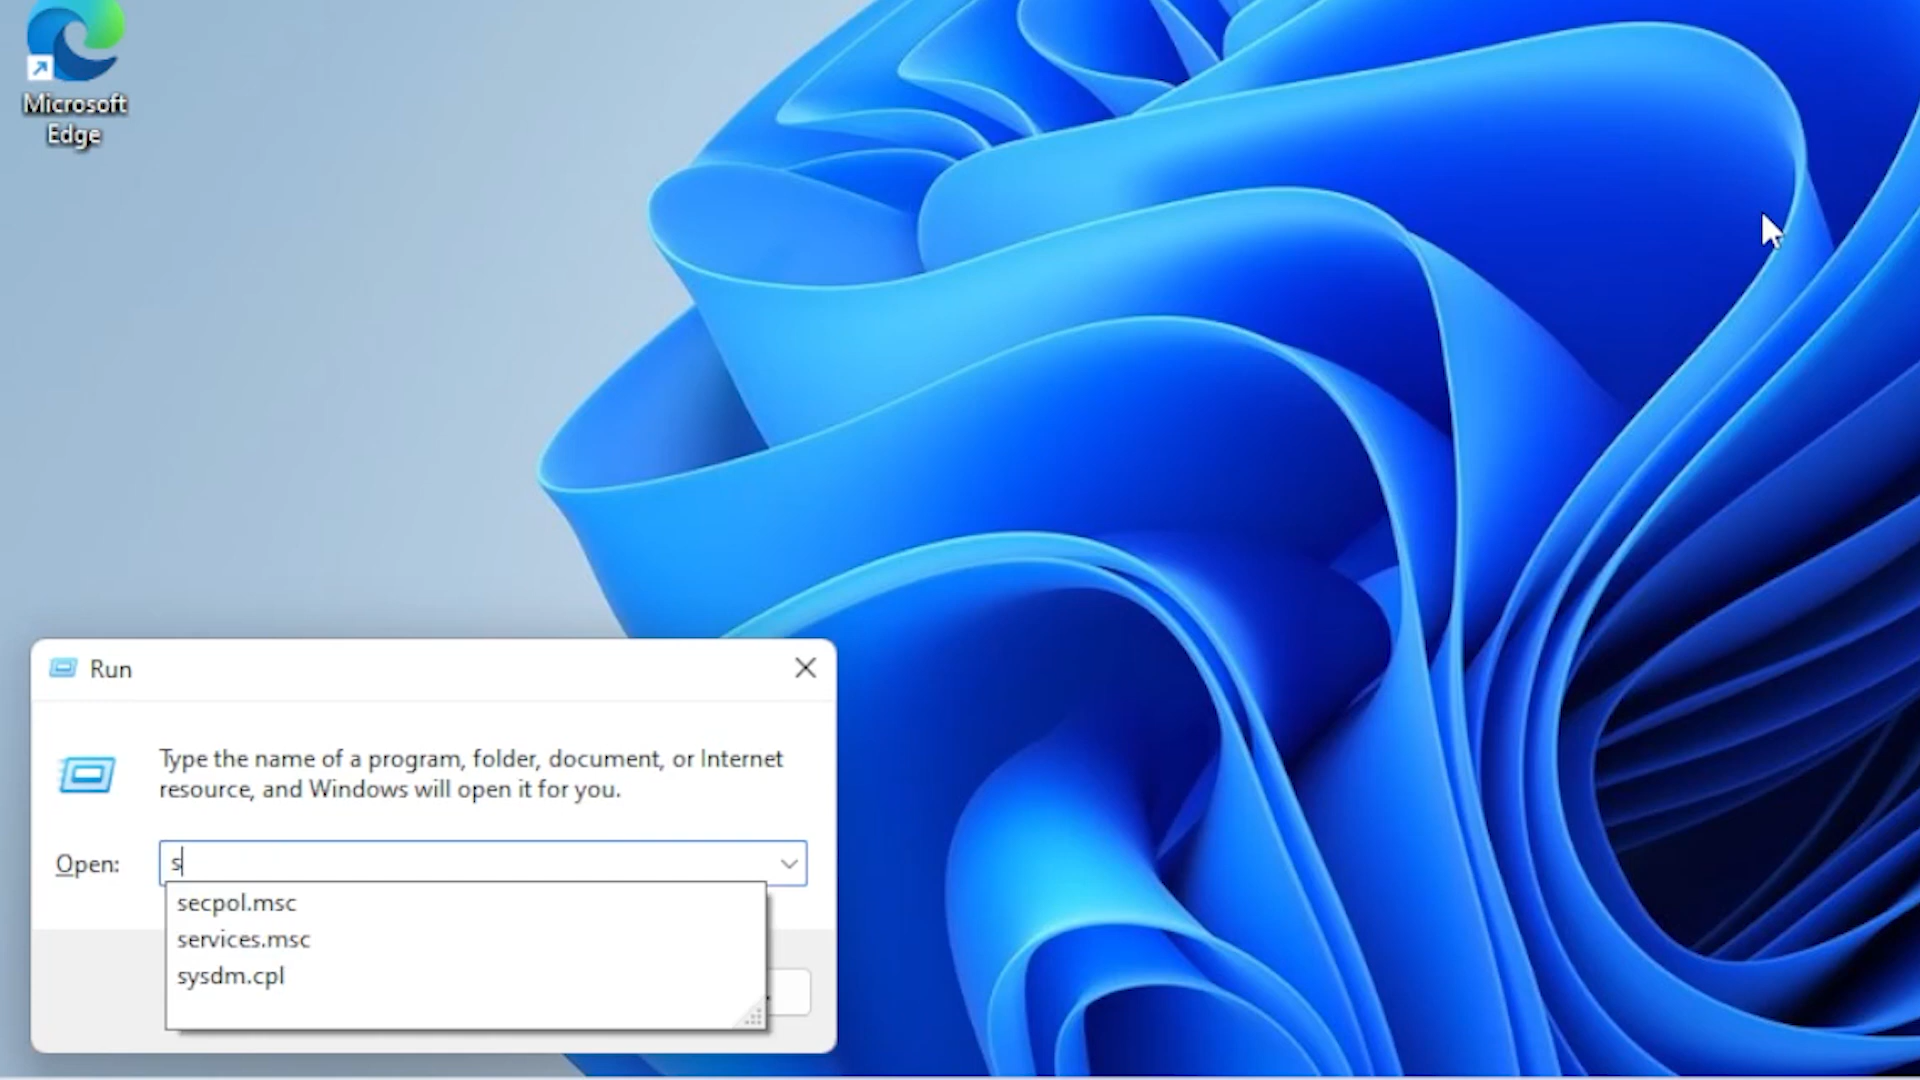 Microsoft
Edge
Run
Type the name of a program, folder, document, or Internet
resource, and Windows will open it for you.
Open:
s
secpol.msc
services.msc
sysdm.cpl